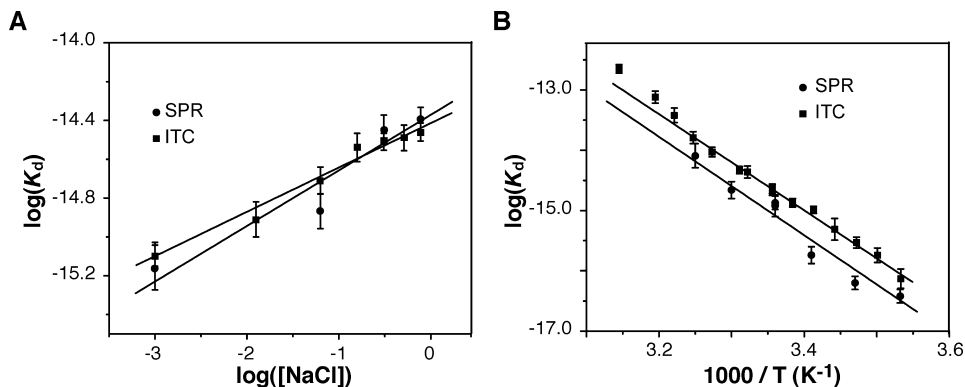 A
-14.0
-14.4
-14.8
-15.2
log(Kd)
SPR
ITC
-3 -2 -1 0
log([NaCl])
B
-13.0
-15.0
-17.0
log(Kd)
SPR
ITC
3.2 3.4 3.6
1000 / T (K-1)